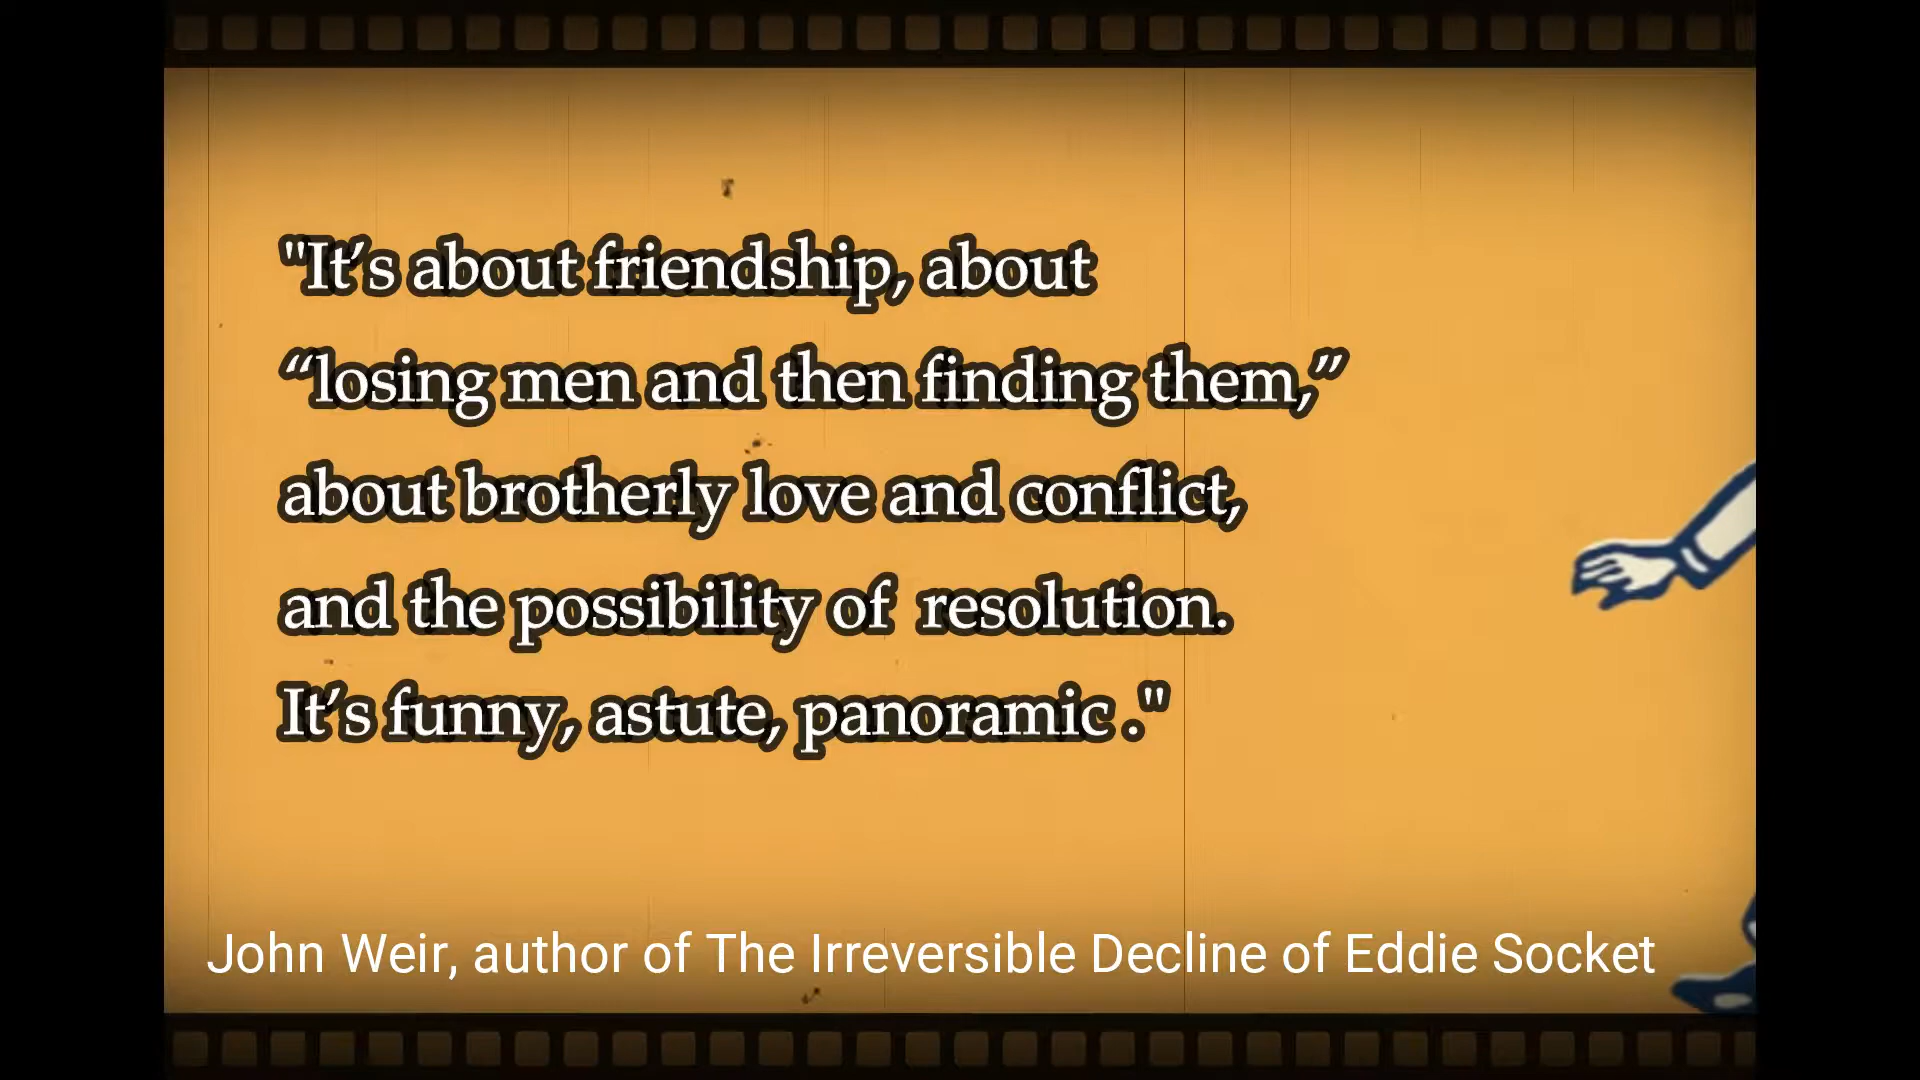 "It’s about friendship, about
“losing men and then finding them,”
about brotherly love and conflict,
and the possibility of resolution.
It’s funny, astute, panoramic ."
John Weir, author of The Irreversible Decline of Eddie Socket